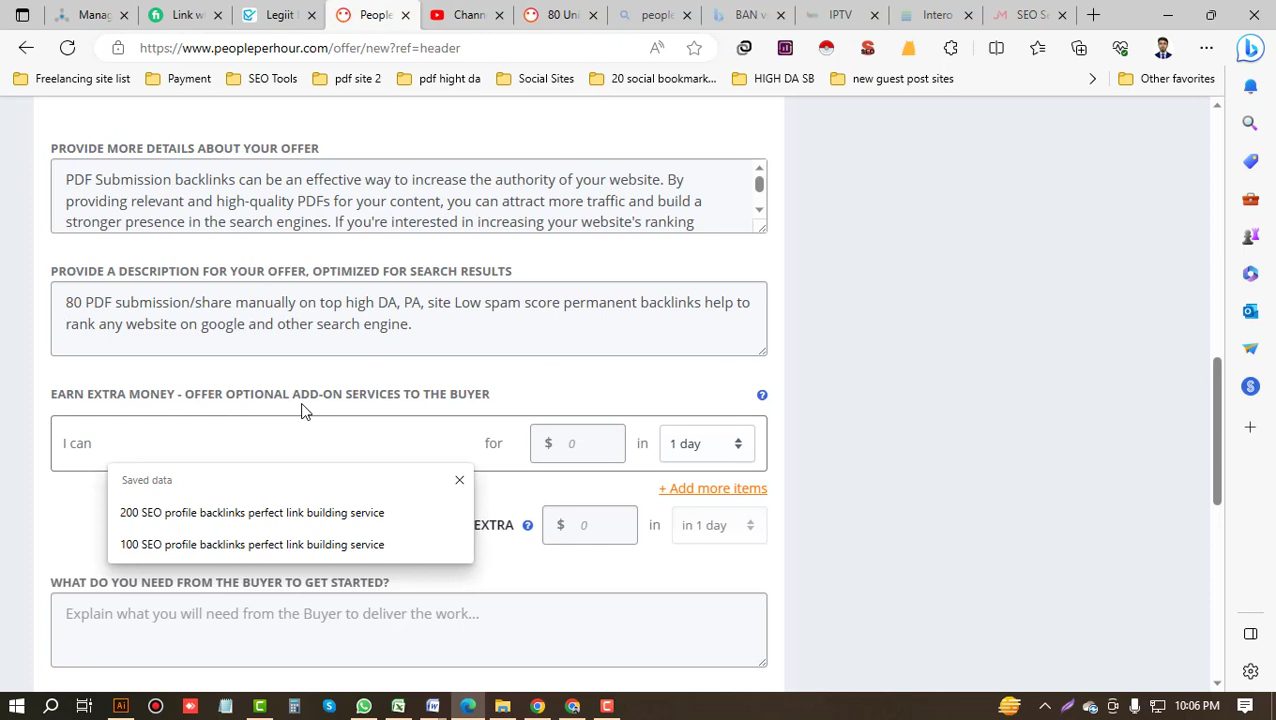 Manag
Link w
Legiit I
People
Chann
80 Uni
people
BAN v
IPTV
Intero
SEO S
https://www.peopleperhour.com/offer/new?ref=header
Freelancing site list
Payment
SEO Tools
pdf site 2
pdf hight da
Social Sites
20 social bookmark...
HIGH DA SB
new guest post sites
Other favorites
PROVIDE MORE DETAILS ABOUT YOUR OFFER
PDF Submission backlinks can be an effective way to increase the authority of your website. By
providing relevant and high-quality PDFs for your content, you can attract more traffic and build a
stronger presence in the search engines. If you're interested in increasing your website's ranking
PROVIDE A DESCRIPTION FOR YOUR OFFER, OPTIMIZED FOR SEARCH RESULTS
80 PDF submission/share manually on top high DA, PA, site Low spam score permanent backlinks help to
rank any website on google and other search engine.
EARN EXTRA MONEY - OFFER OPTIONAL ADD-ON SERVICES TO THE BUYER
I can for $ 0 in 1 day
Saved data
+ Add more items
200 SEO profile backlinks perfect link building service
EXTRA $ 0 in in 1 day
100 SEO profile backlinks perfect link building service
WHAT DO YOU NEED FROM THE BUYER TO GET STARTED?
Explain what you will need from the Buyer to deliver the work...
10:06 PM